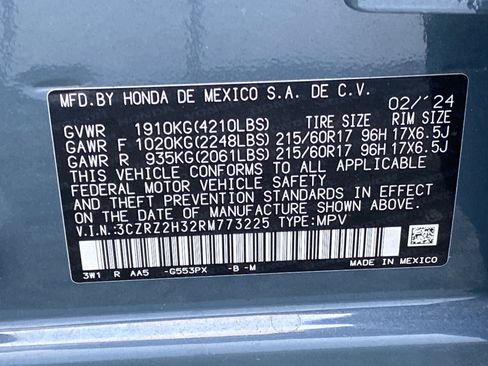 MFD.BY HONDA DE MEXICO S.A. DE C.V.
02/'24
GVWR 1910KG(4210LBS) TIRE SIZE RIM SIZE
GAWR F 1020KG(2248LBS) 215/60R17 96H 17X6.5J
GAWR R 935KG(2061LBS) 215/60R17 96H 17X6.5J
THIS VEHICLE CONFORMS TO ALL APPLICABLE
FEDERAL MOTOR VEHICLE SAFETY
AND THEFT PREVENTION STANDARDS IN EFFECT
ON THE DATE OF MANUFACTURE SHOWN ABOVE.
V.I.N.:3CZRZ2H32RM773225 TYPE:MPV
3W1 R AA5 -G553PX -B-M MADE IN MEXICO